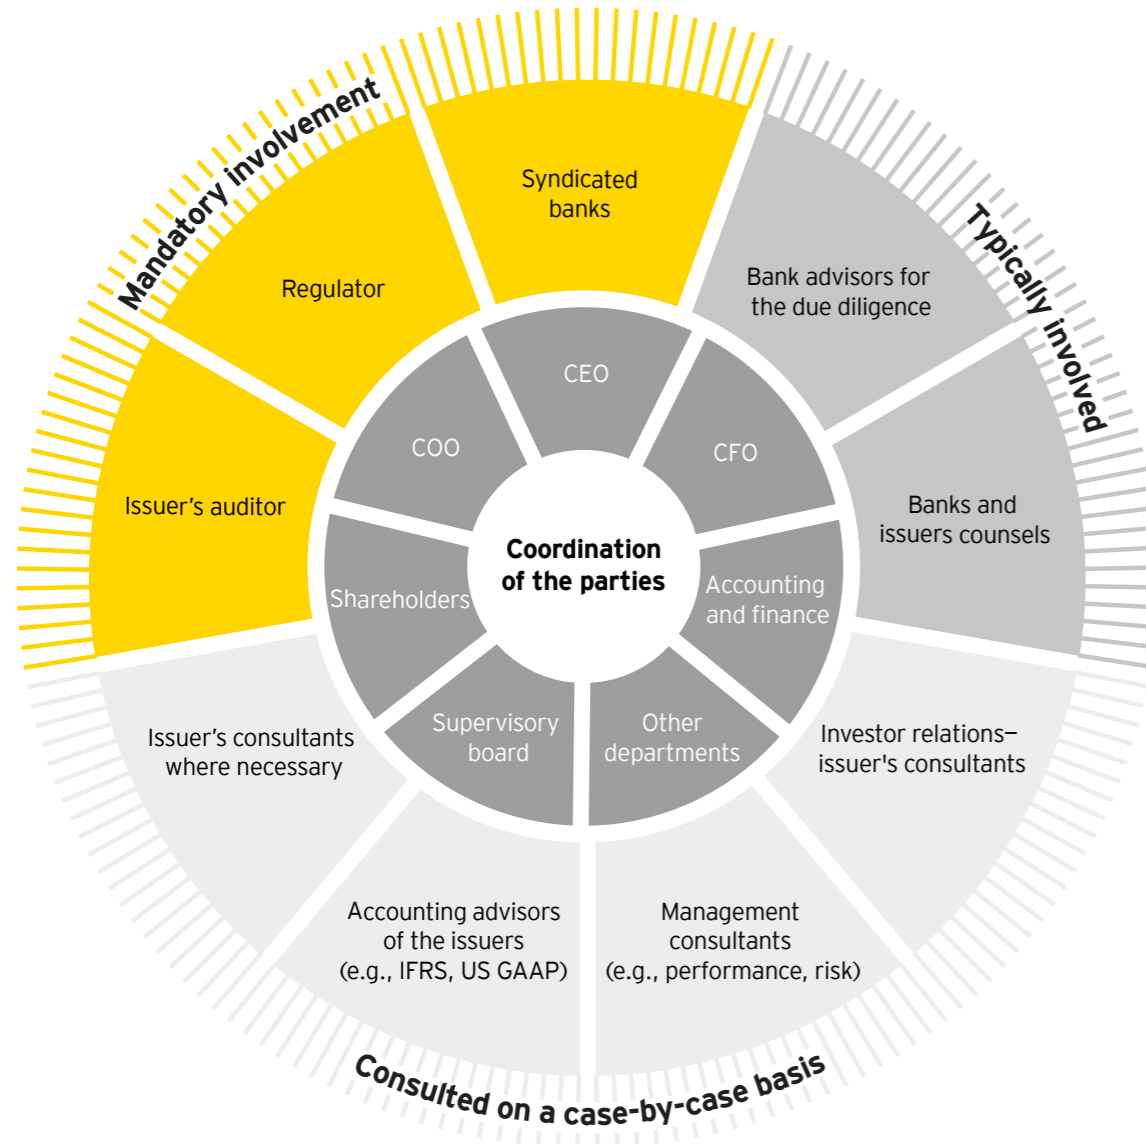 Mandatory involvement
Syndicated
banks
Regulator
Issuer’s auditor
Typically involved
Bank advisors for
the due diligence
Banks and
issuers counsels
CEO
COO
CFO
Coordination
of the parties
Shareholders
Accounting
and finance
Supervisory
board
Other
departments
Issuer’s consultants
where necessary
Investor relations–
issuer's consultants
Accounting advisors
of the issuers
(e.g., IFRS, US GAAP)
Management
consultants
(e.g., performance, risk)
Consulted on a case-by-case basis